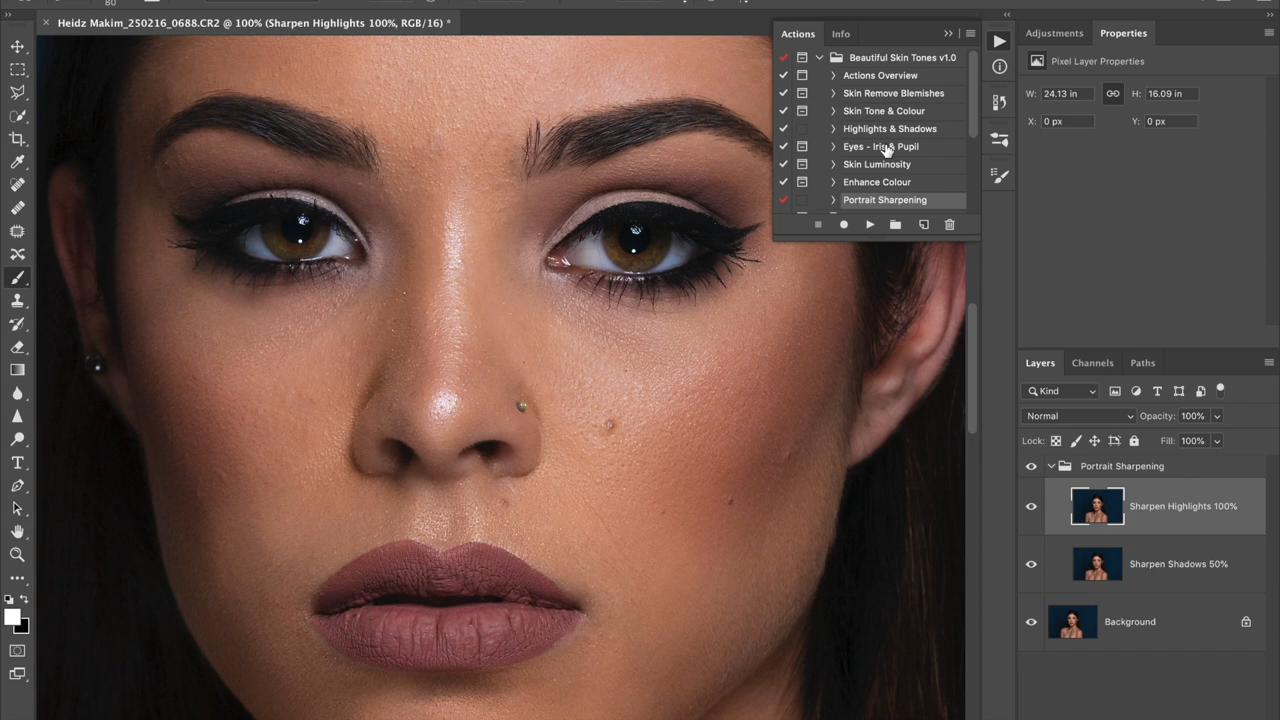 80
× Heidz Makim_250216_0688.CR2 @ 100% (Sharpen Highlights 100%, RGB/16) *
Actions
Info
Beautiful Skin Tones v1.0
Actions Overview
Skin Remove Blemishes
Skin Tone & Colour
Highlights & Shadows
Eyes - Iris & Pupil
Skin Luminosity
Enhance Colour
Portrait Sharpening
Adjustments
Properties
Pixel Layer Properties
W: 24.13 in
H: 16.09 in
X: 0 px
Y: 0 px
Layers
Channels
Paths
Kind
Normal
Opacity: 100%
Lock:
Fill: 100%
Portrait Sharpening
Sharpen Highlights 100%
Sharpen Shadows 50%
Background